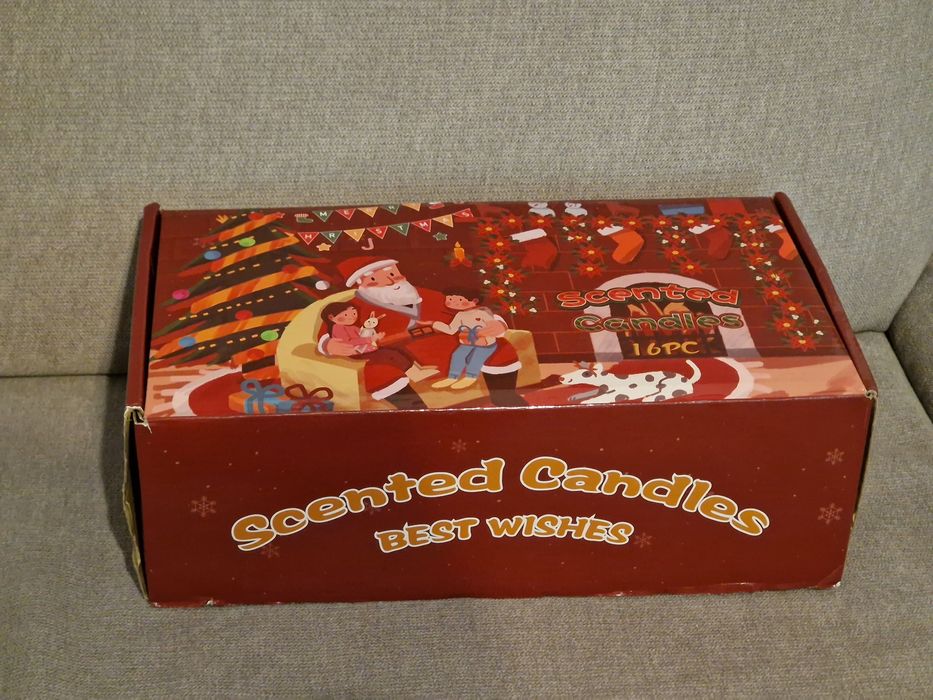 MERRY
CHRISTMAS
Scented
Candles
16PC
Scented Candles
BEST WISHES